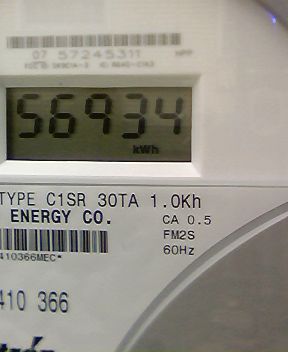 07 57245311
56934
kWh
TYPE C1SR 30TA 1.0Kh
ENERGY CO.
CA 0.5
FM2S
60Hz
410366MEC*
410 366